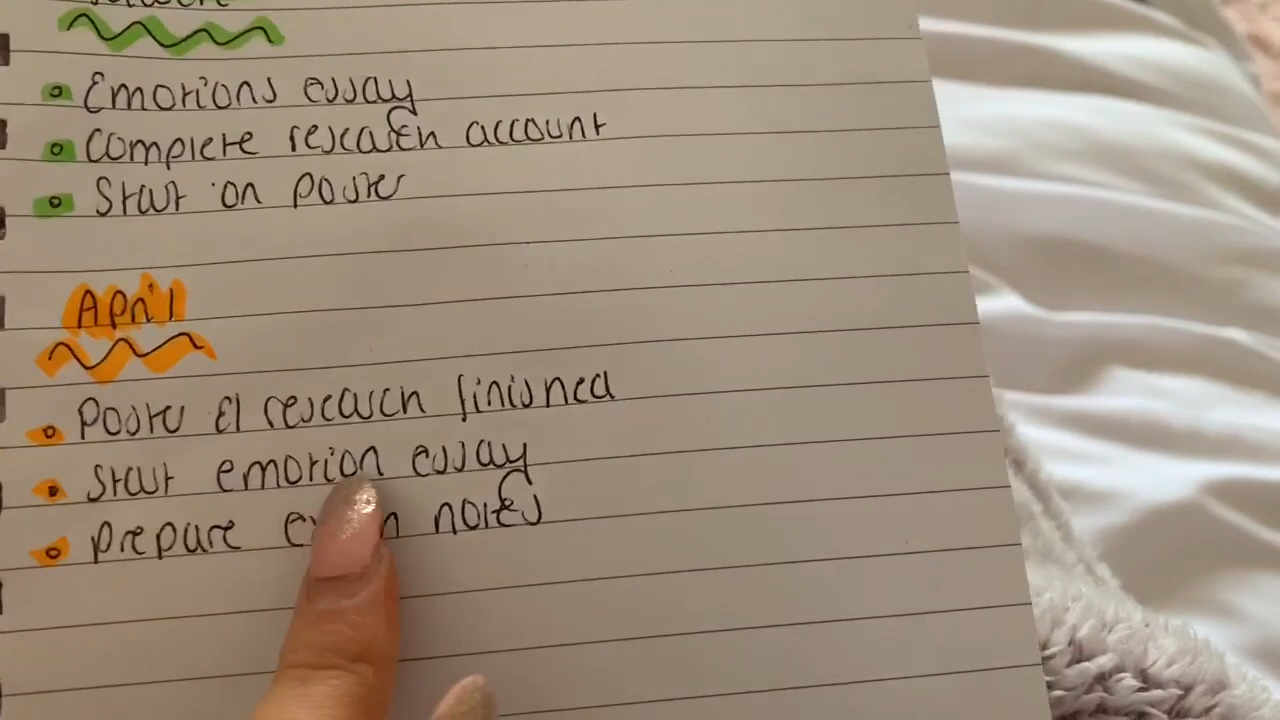 Emotions essay
Complete research account
Start on poster
April
Poster & research finished
Start emotion essay
Prepare notes